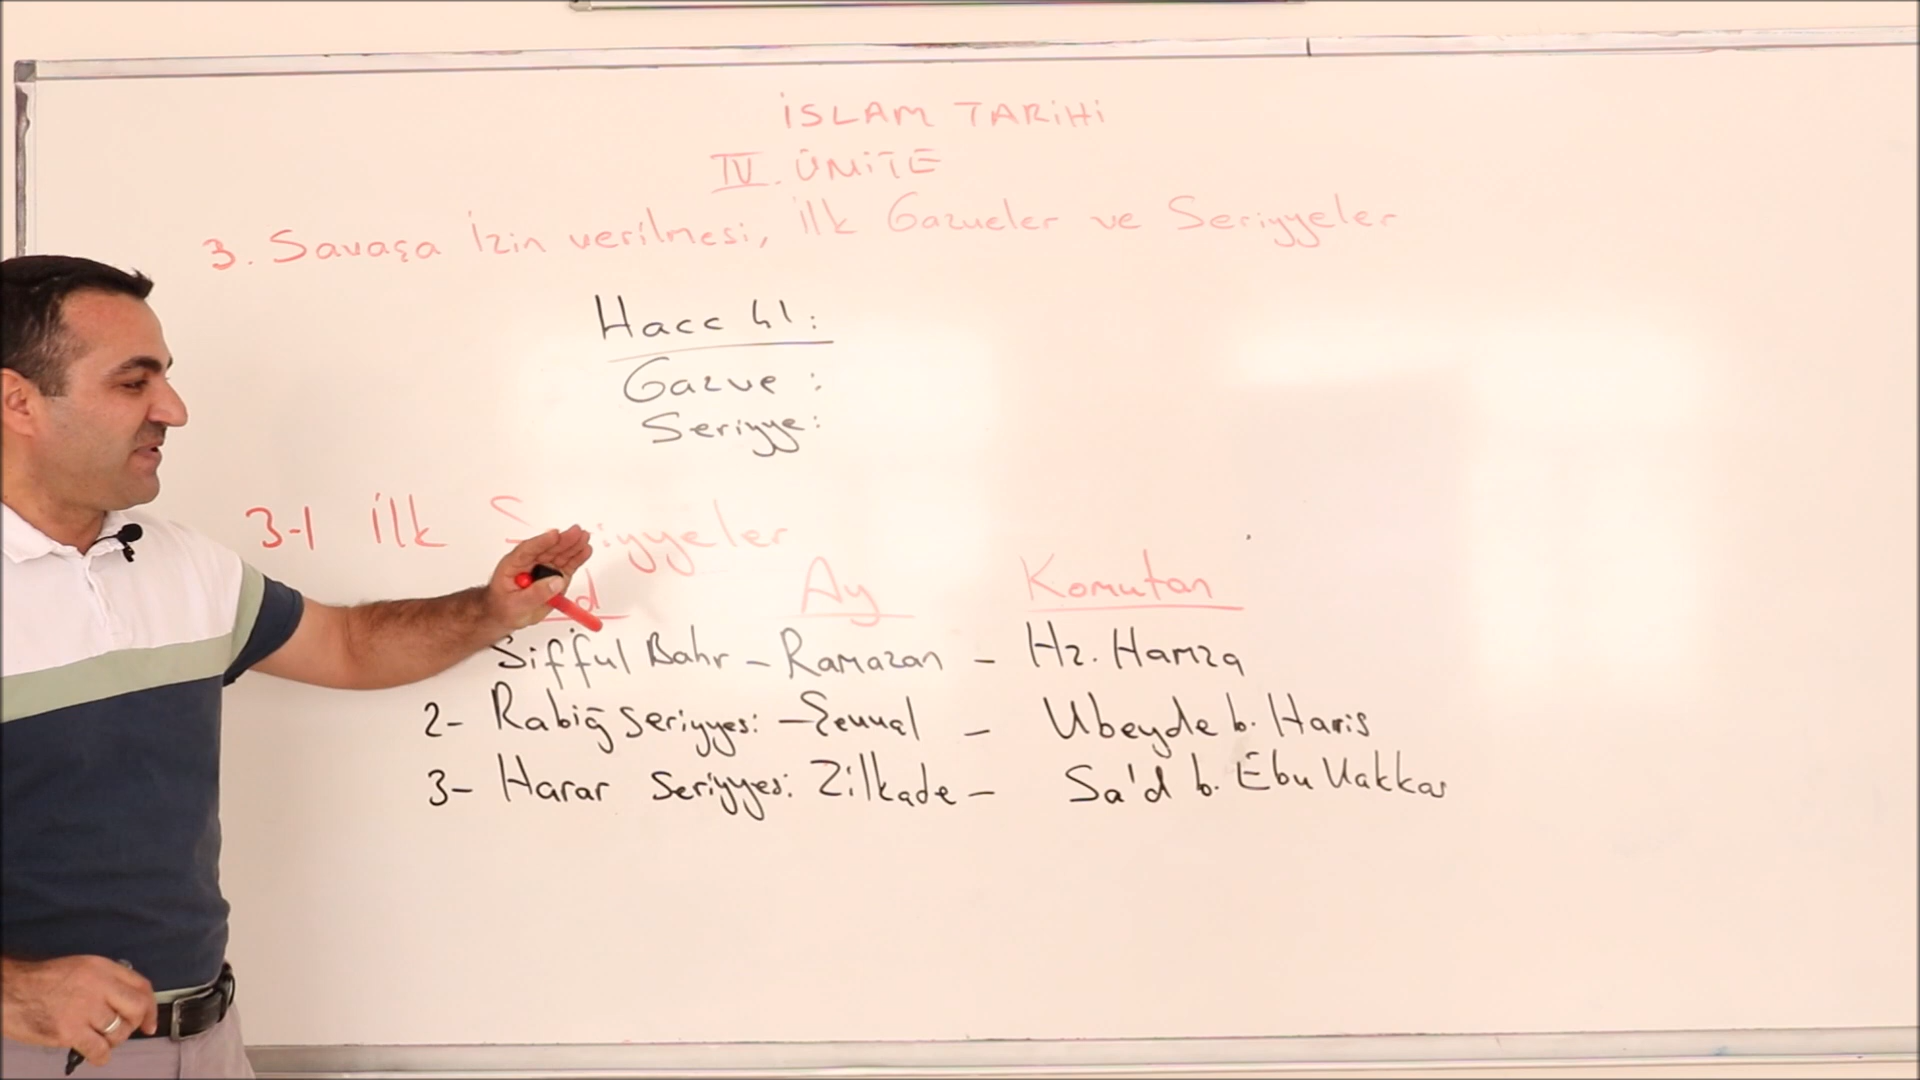 İSLAM TARİHİ
IV. ÜNİTE
3. Savaşa İzin verilmesi, İlk Gazveler ve Seriyyeler
Hacc 41:
Gazve :
Seriyye:
3-1 İlk Seriyyeler
Ay Komutan
Sifful Bahr - Ramazan - Hz. Hamza
2- Rabiğ seriyyesi: - Şevval - Ubeyde b. Haris
3- Harar Seriyyesi: Zilkade - Sa'd b. Ebu Vakkas